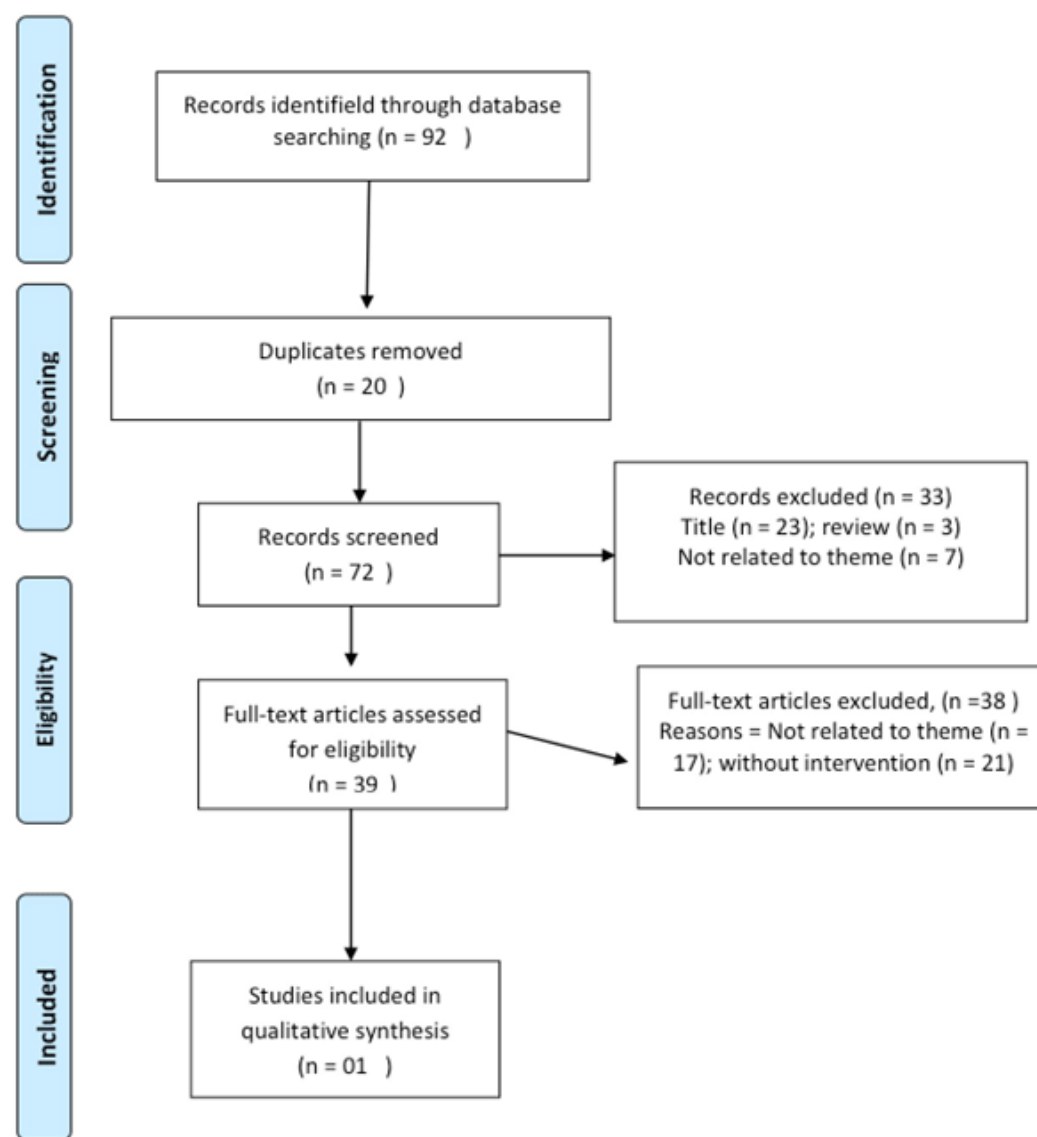 Identification
Records identifield through database
searching (n = 92   )
Screening
Duplicates removed
(n = 20   )
Records screened
(n = 72   )
Records excluded (n = 33)
Title (n = 23); review (n = 3)
Not related to theme (n = 7)
Eligibility
Full-text articles assessed
for eligibility
(n = 39   )
Full-text articles excluded, (n =38 )
Reasons = Not related to theme (n =
17); without intervention (n = 21)
Included
Studies included in
qualitative synthesis
(n = 01   )